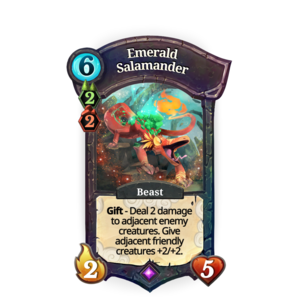 Emerald
Salamander
6
2
2
Beast
Gift - Deal 2 damage
to adjacent enemy
creatures. Give
adjacent friendly
creatures +2/+2.
2
5